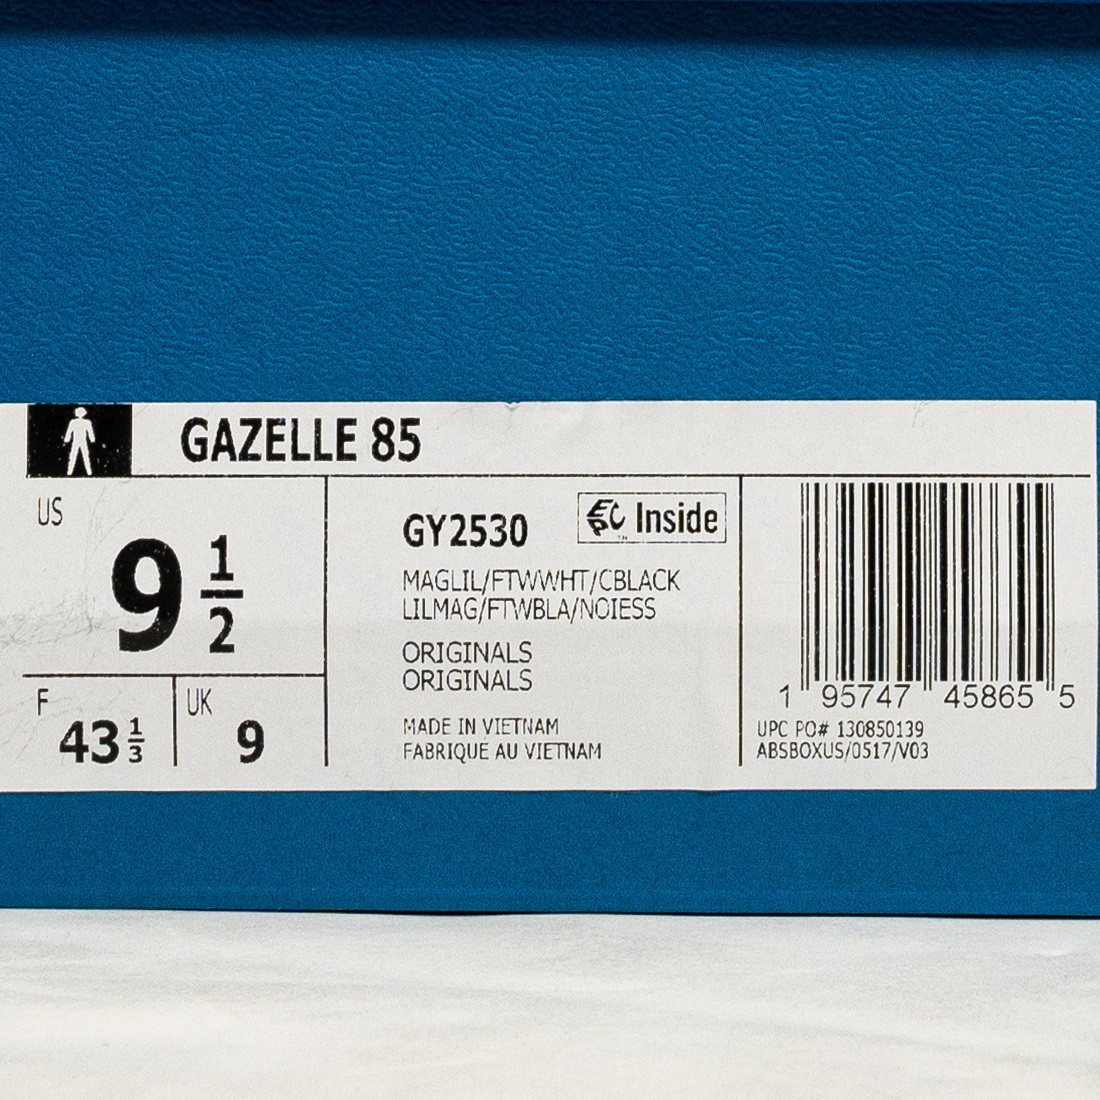 GAZELLE 85
US
9 1/2
F
43 1/3
UK
9
GY2530
EPC Inside
MAGLIL/FTWWHT/CBLACK
LILMAG/FTWBLA/NOIESS
ORIGINALS
ORIGINALS
MADE IN VIETNAM
FABRIQUE AU VIETNAM
1 95747 45865 5
UPC PO# 130850139
ABSBOXUS/0517/V03